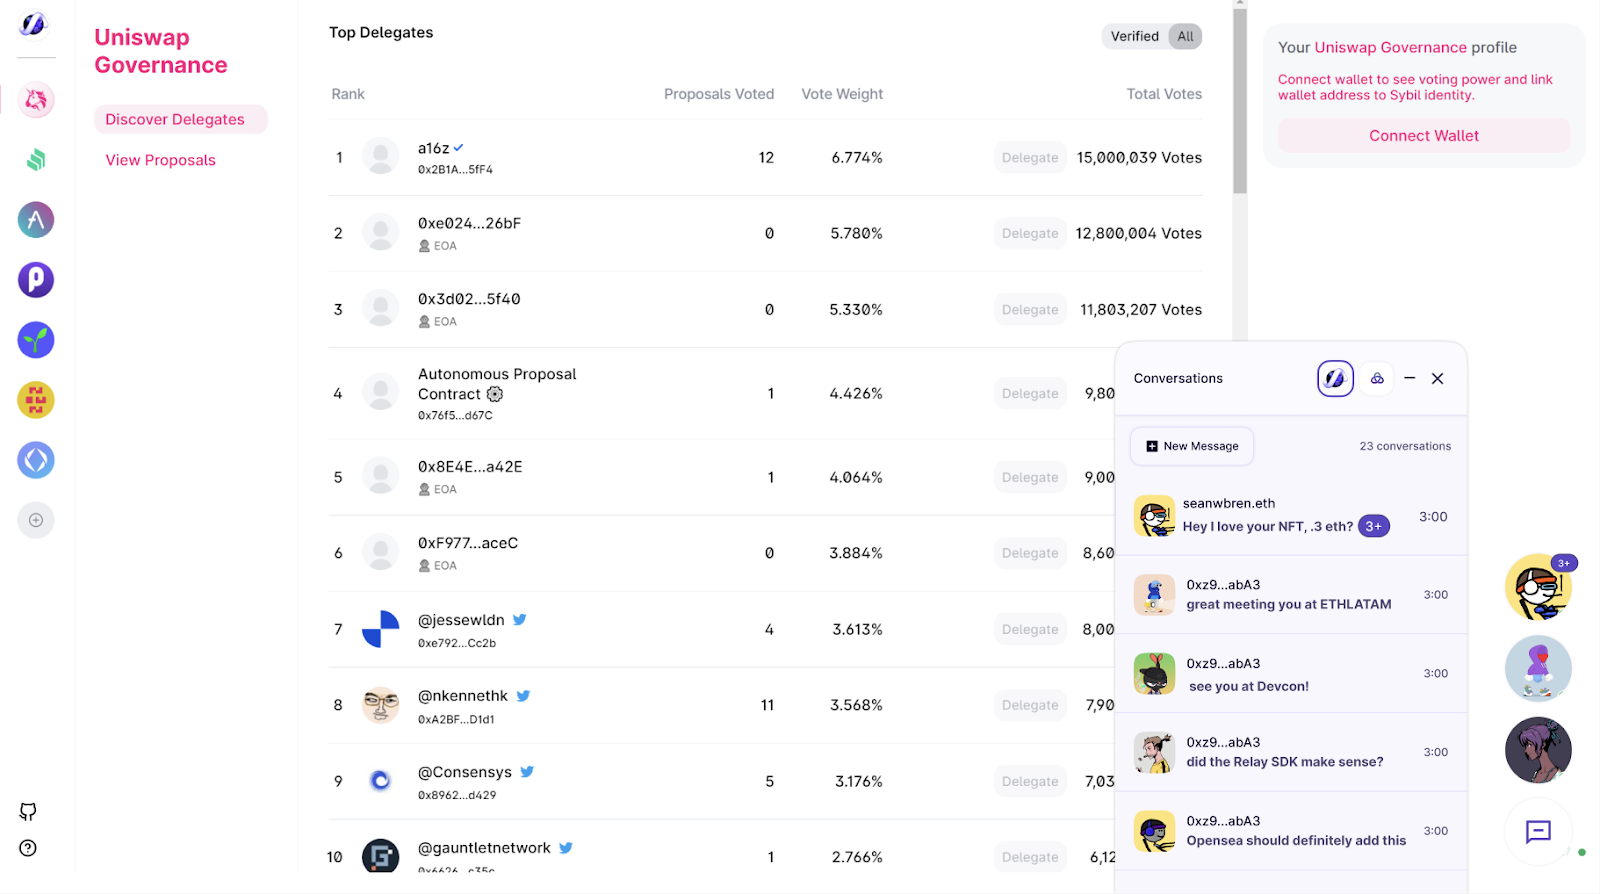 Uniswap
Governance
Discover Delegates
View Proposals
Top Delegates
Verified All
Rank Proposals Voted Vote Weight Total Votes
1 a16z 12 6.774% Delegate 15,000,039 Votes
0x2B1A...5fF4
2 0xe024...26bF 0 5.780% Delegate 12,800,004 Votes
EOA
3 0x3d02...5f40 0 5.330% Delegate 11,803,207 Votes
EOA
4 Autonomous Proposal
Contract 1 4.426% Delegate 9,80
0x76f5...d67C
5 0x8E4E...a42E 1 4.064% Delegate 9,00
EOA
6 0xF977...aceC 0 3.884% Delegate 8,60
EOA
7 @jessewldn 4 3.613% Delegate 8,00
0xe792...Cc2b
8 @nkennethk 11 3.568% Delegate 7,90
0xA2BF...D1d1
9 @Consensys 5 3.176% Delegate 7,03
0x8962...d429
10 @gauntletnetwork 1 2.766% Delegate 6,12
Your Uniswap Governance profile
Connect wallet to see voting power and link
wallet address to Sybil identity.
Connect Wallet
Conversations
New Message 23 conversations
seanwbren.eth
Hey I love your NFT, .3 eth? 3+ 3:00
0xz9...abA3
great meeting you at ETHLATAM 3:00
0xz9...abA3
see you at Devcon! 3:00
0xz9...abA3
did the Relay SDK make sense? 3:00
0xz9...abA3
Opensea should definitely add this 3:00
3+